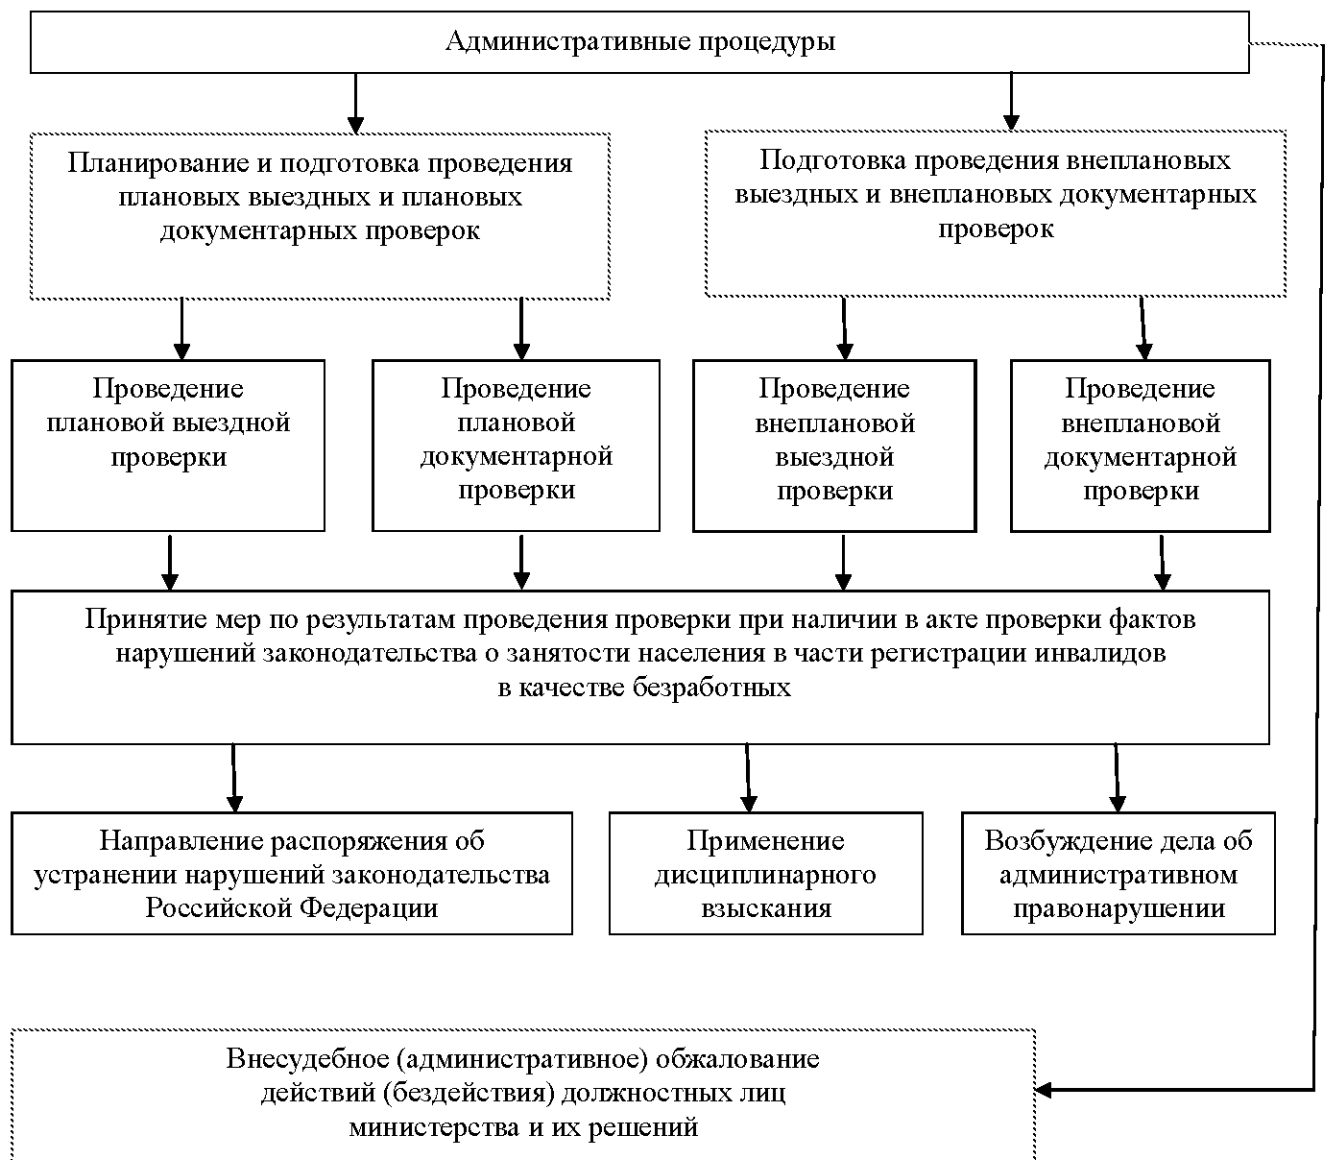 Административные процедуры
Планирование и подготовка проведения
плановых выездных и плановых
документарных проверок
Подготовка проведения внеплановых
выездных и внеплановых документарных
проверок
Проведение
плановой выездной
проверки
Проведение
плановой
документарной
проверки
Проведение
внеплановой
выездной
проверки
Проведение
внеплановой
документарной
проверки
Принятие мер по результатам проведения проверки при наличии в акте проверки фактов
нарушений законодательства о занятости населения в части регистрации инвалидов
в качестве безработных
Направление распоряжения об
устранении нарушений законодательства
Российской Федерации
Применение
дисциплинарного
взыскания
Возбуждение дела об
административном
правонарушении
Внесудебное (административное) обжалование
действий (бездействия) должностных лиц
министерства и их решений